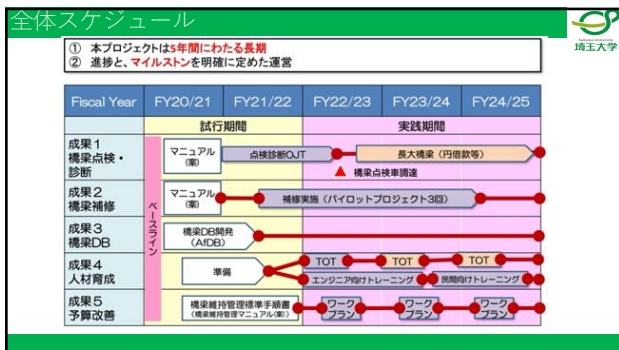 全体スケジュール
埼玉大学
① 本プロジェクトは5年間にわたる長期
② 進捗と、マイルストンを明確に定めた運営
Fiscal Year FY20/21 FY21/22 FY22/23 FY23/24 FY24/25
試行期間 実践期間
成果1
橋梁点検・
診断
マニュアル
(案)
点検診断OJT
長大橋梁(円借款等)
橋梁点検車調達
ベースライン
成果2
橋梁補修
マニュアル
(案)
補修実施(パイロットプロジェクト3回)
成果3
橋梁DB
橋梁DB開発
(AfDB)
成果4
人材育成
準備
TOT TOT TOT
エンジニア向けトレーニング 民間向けトレーニング
成果5
予算改善
橋梁維持管理標準手順書
(橋梁維持管理マニュアル(案))
ワーク
プラン
ワーク
プラン
ワーク
プラン